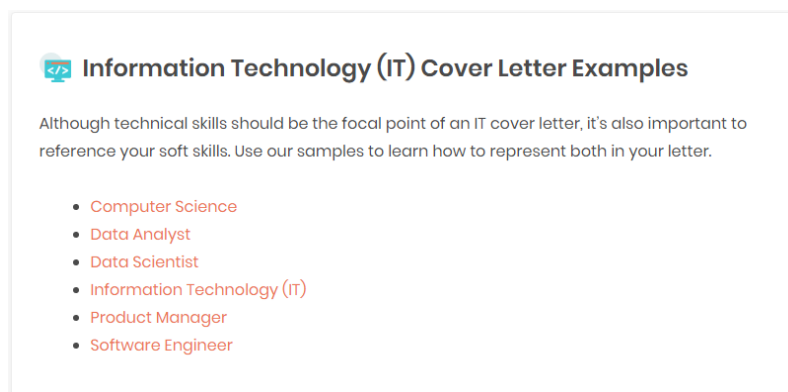 </> Information Technology (IT) Cover Letter Examples
Although technical skills should be the focal point of an IT cover letter, it's also important to
reference your soft skills. Use our samples to learn how to represent both in your letter.
Computer Science
Data Analyst
Data Scientist
Information Technology (IT)
Product Manager
Software Engineer